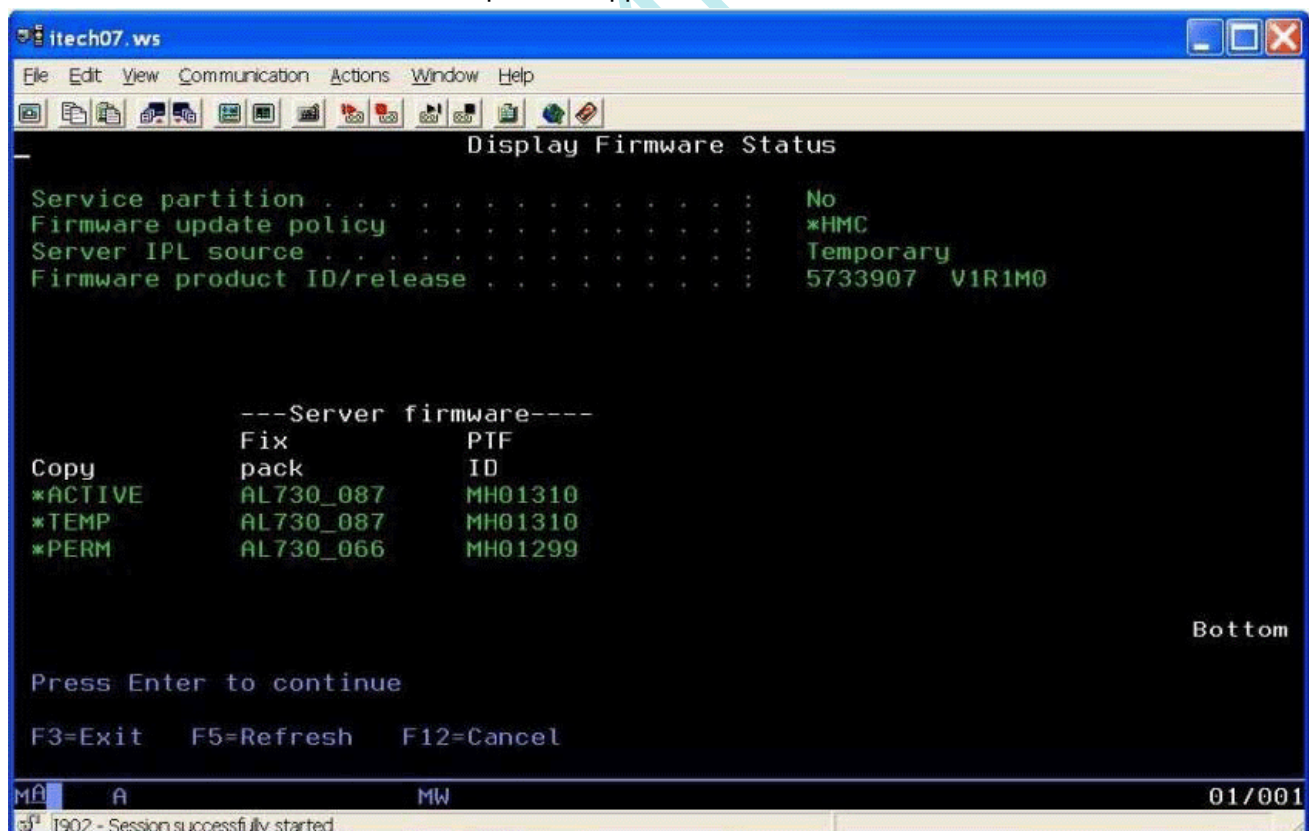 itech07.ws
File Edit View Communication Actions Window Help
Display Firmware Status
Service partition . . . . . . . . . . . . . : No
Firmware update policy . . . . . . . . . . : *HMC
Server IPL source . . . . . . . . . . . . . : Temporary
Firmware product ID/release . . . . . . . . : 5733907 V1R1M0
---Server firmware----
Fix PTF
Copy pack ID
*ACTIVE AL730_087 MH01310
*TEMP AL730_087 MH01310
*PERM AL730_066 MH01299
Bottom
Press Enter to continue
F3=Exit F5=Refresh F12=Cancel
MA A MW 01/001
I902 - Session successfully started